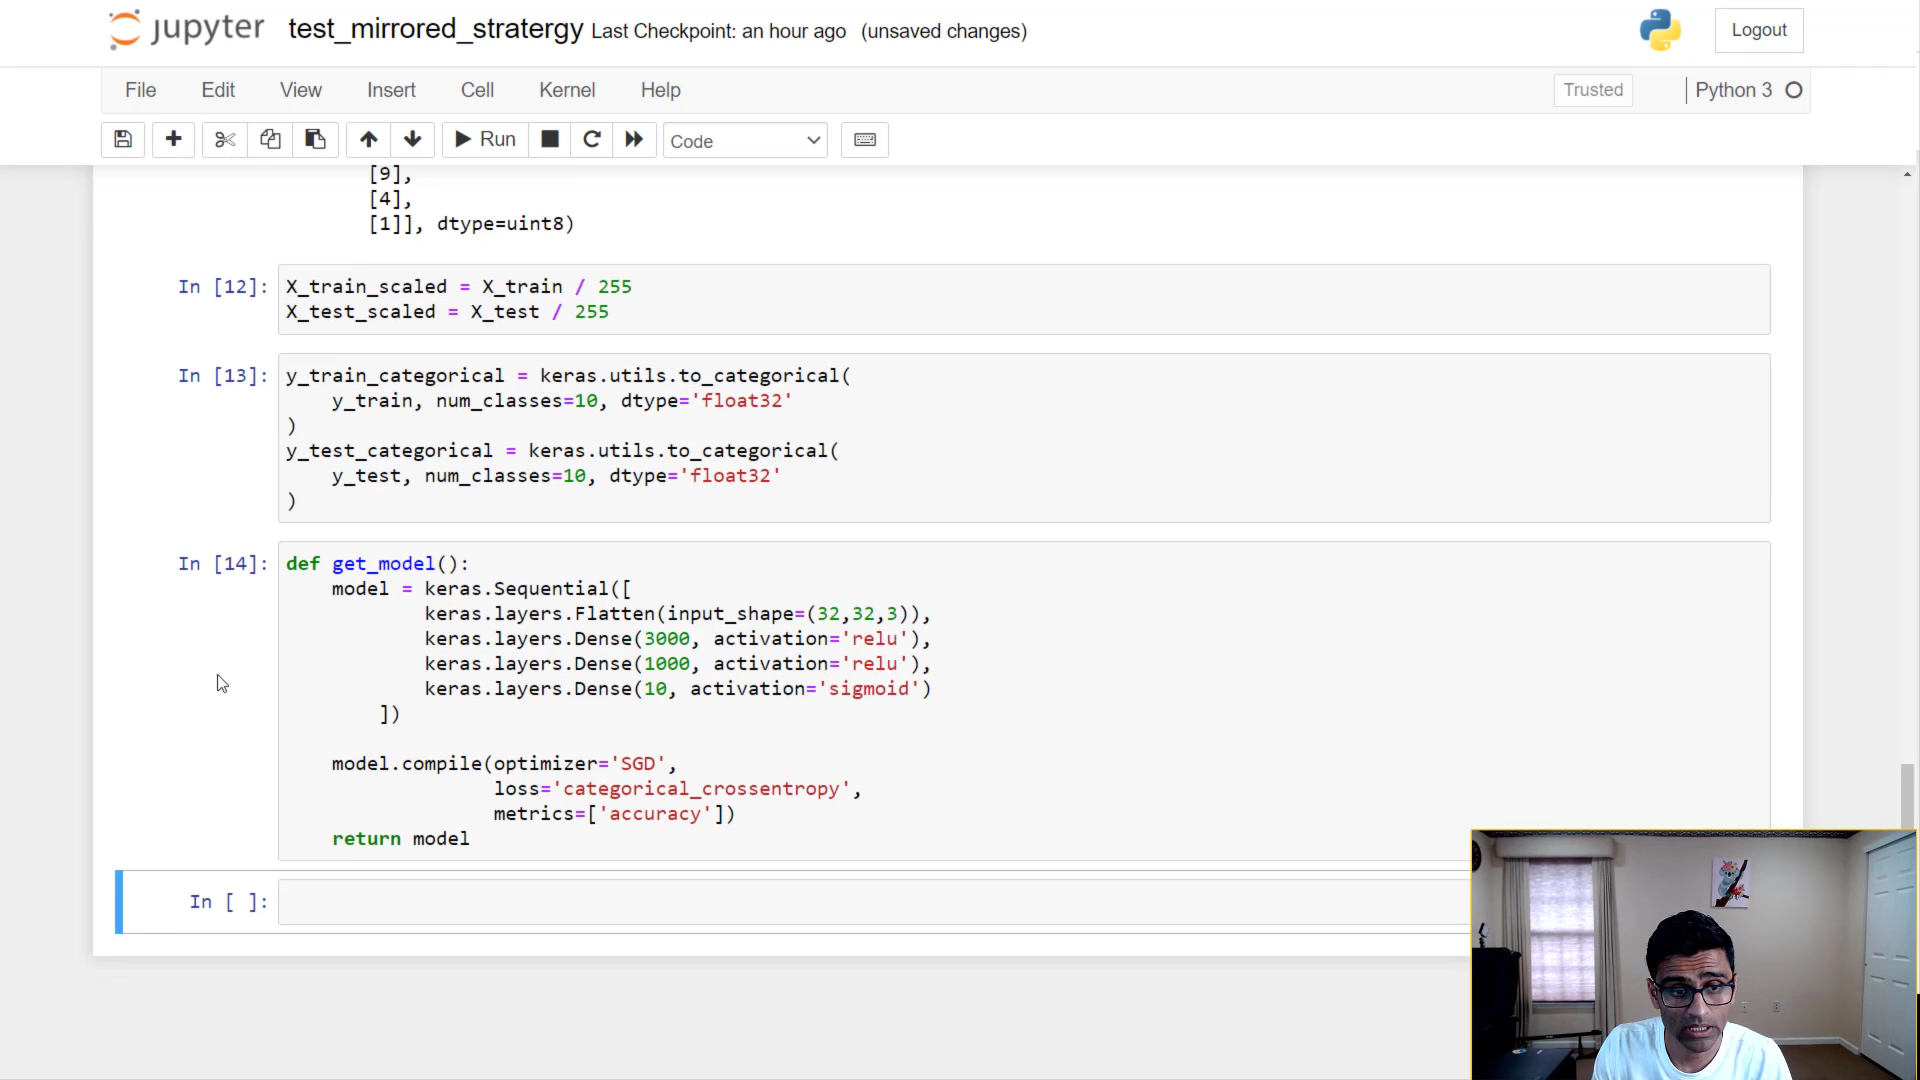 jupyter test_mirrored_stratergy Last Checkpoint: an hour ago (unsaved changes) Logout
File Edit View Insert Cell Kernel Help Trusted Python 3
Run Code
[9],
[4],
[1]], dtype=uint8)
In [12]: X_train_scaled = X_train / 255
X_test_scaled = X_test / 255
In [13]: y_train_categorical = keras.utils.to_categorical(
y_train, num_classes=10, dtype='float32'
)
y_test_categorical = keras.utils.to_categorical(
y_test, num_classes=10, dtype='float32'
)
In [14]: def get_model():
model = keras.Sequential([
keras.layers.Flatten(input_shape=(32,32,3)),
keras.layers.Dense(3000, activation='relu'),
keras.layers.Dense(1000, activation='relu'),
keras.layers.Dense(10, activation='sigmoid')
])
model.compile(optimizer='SGD',
loss='categorical_crossentropy',
metrics=['accuracy'])
return model
In [ ]: